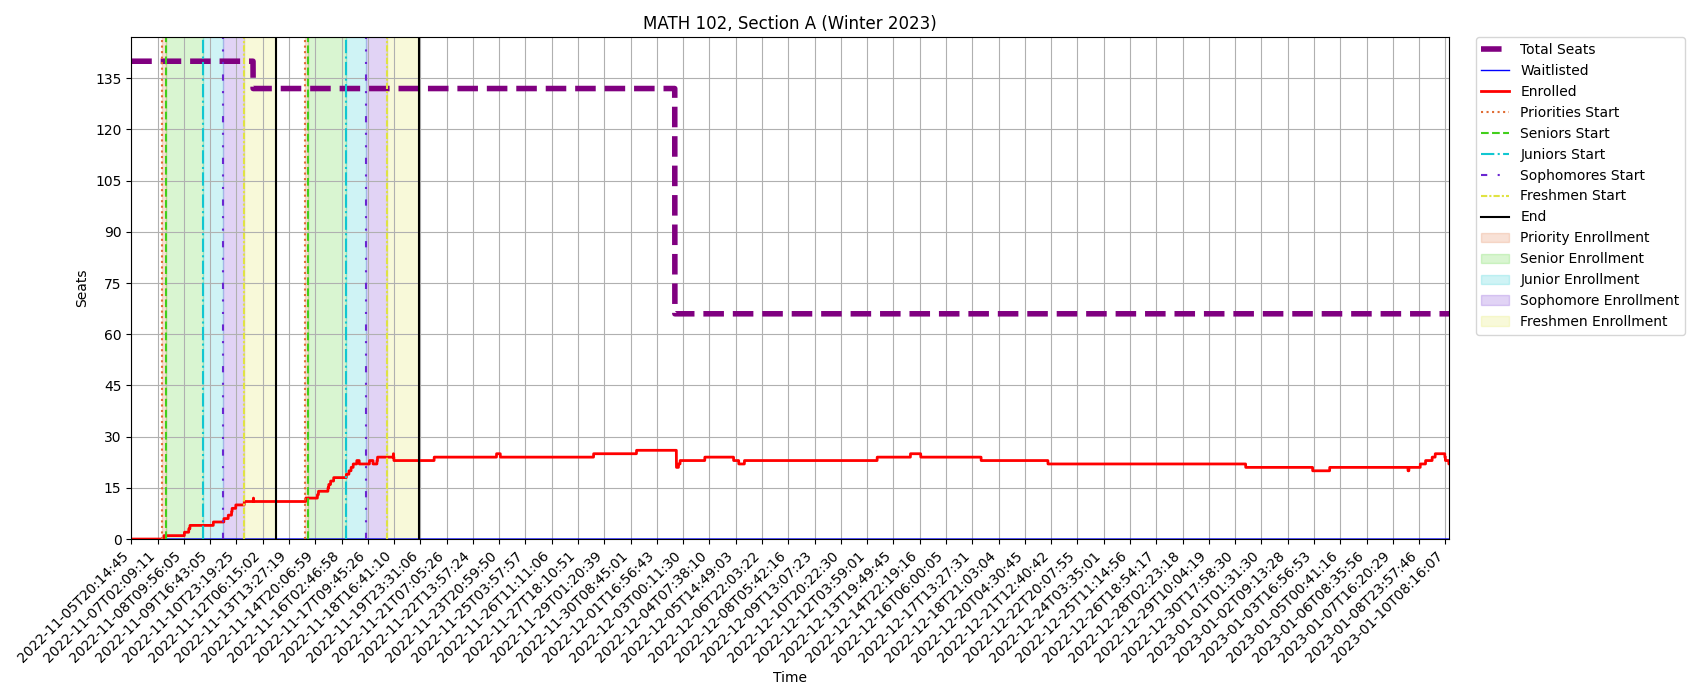 MATH 102, Section A (Winter 2023)
Seats
135
120
105
90
75
60
45
30
15
0
2022-11-05T20:14:45
2022-11-07T02:09:11
2022-11-08T09:56:05
2022-11-09T16:43:05
2022-11-10T23:19:25
2022-11-12T06:15:02
2022-11-13T13:27:19
2022-11-14T20:06:59
2022-11-16T02:46:58
2022-11-17T09:45:26
2022-11-18T16:41:10
2022-11-19T23:31:06
2022-11-21T07:05:26
2022-11-22T13:57:24
2022-11-23T20:59:50
2022-11-25T03:57:57
2022-11-26T11:11:06
2022-11-27T18:10:51
2022-11-29T01:20:39
2022-11-30T08:45:01
2022-12-01T16:56:43
2022-12-03T00:11:30
2022-12-04T07:38:10
2022-12-05T14:49:03
2022-12-06T22:03:22
2022-12-08T05:42:16
2022-12-09T13:07:23
2022-12-10T20:22:30
2022-12-12T03:59:01
2022-12-13T19:49:45
2022-12-14T22:19:16
2022-12-16T06:00:05
2022-12-17T13:27:31
2022-12-18T21:03:04
2022-12-20T04:30:45
2022-12-21T12:40:42
2022-12-22T20:07:55
2022-12-24T03:35:01
2022-12-25T11:14:56
2022-12-26T18:54:17
2022-12-28T02:23:18
2022-12-29T10:04:19
2022-12-30T17:58:30
2023-01-01T01:31:30
2023-01-02T09:13:28
2023-01-03T16:56:53
2023-01-05T00:41:16
2023-01-06T08:35:56
2023-01-07T16:20:29
2023-01-08T23:57:46
2023-01-10T08:16:07
Time
Total Seats
Waitlisted
Enrolled
Priorities Start
Seniors Start
Juniors Start
Sophomores Start
Freshmen Start
End
Priority Enrollment
Senior Enrollment
Junior Enrollment
Sophomore Enrollment
Freshmen Enrollment